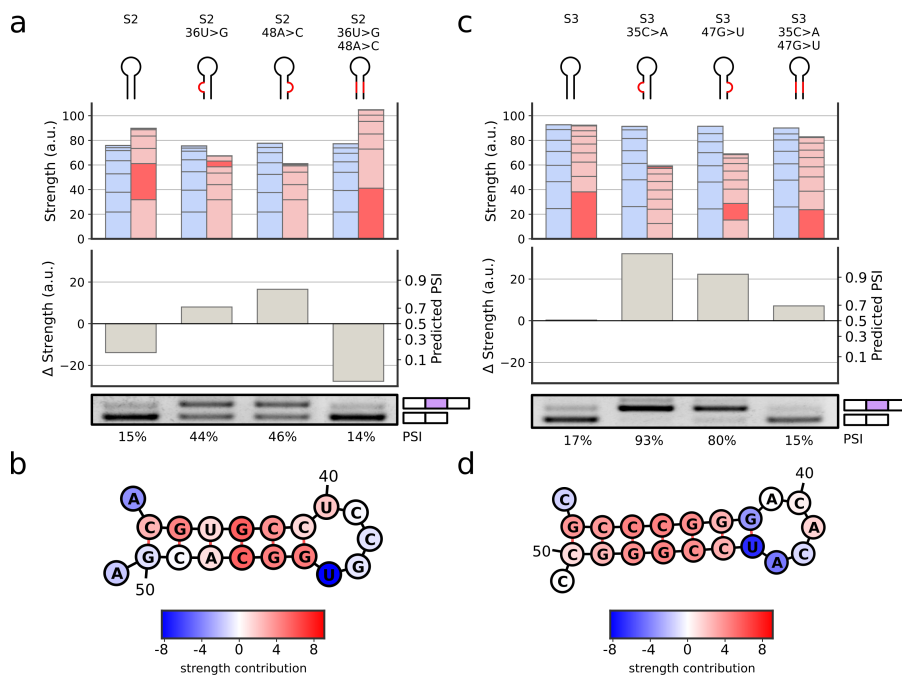 a
S2
S2
36U>G
S2
48A>C
S2
36U>G
48A>C
Strength (a.u.)
100
80
60
40
20
0
Δ Strength (a.u.)
20
0
−20
0.9
0.7
0.5
0.3
0.1
Predicted PSI
15%
44%
46%
14%
PSI
b
40
A C G U G C C U C C G U G G C A C G A
50
-8
-4
0
4
8
strength contribution
c
S3
S3
35C>A
S3
47G>U
S3
35C>A
47G>U
Strength (a.u.)
100
80
60
40
20
0
Δ Strength (a.u.)
20
0
−20
0.9
0.7
0.5
0.3
0.1
Predicted PSI
17%
93%
80%
15%
PSI
d
40
C G C C C G G G A C A C A U C C G G G C C
50
-8
-4
0
4
8
strength contribution